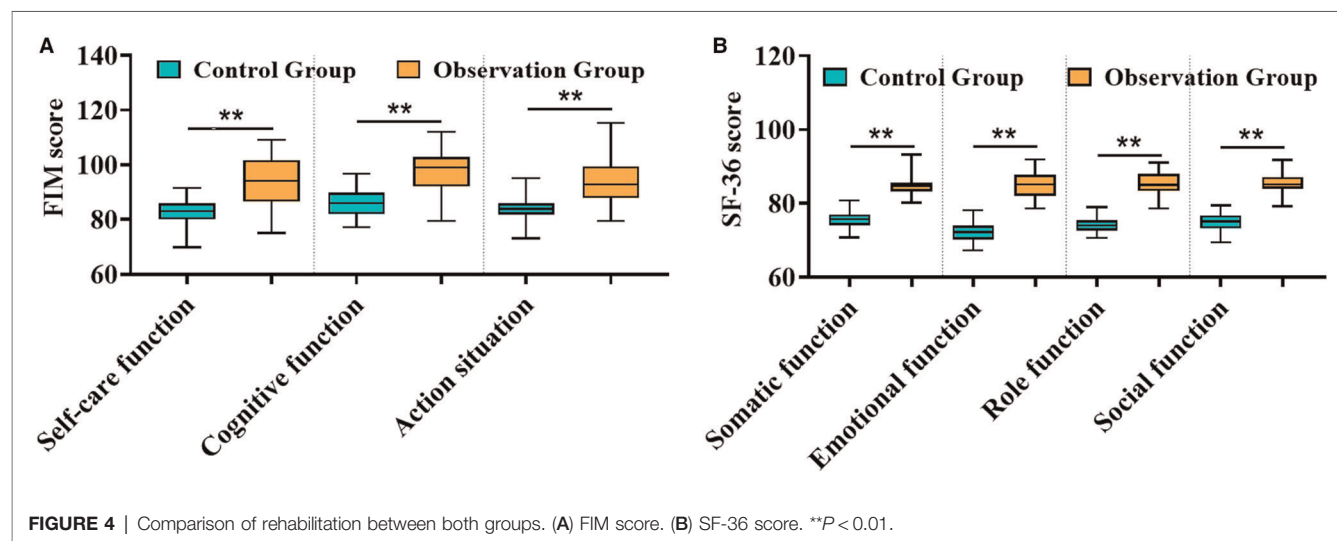 A
FIM score
140
120
100
80
60
Control Group
Observation Group
**
**
**
Self-care function
Cognitive function
Action situation
B
SF-36 score
120
100
80
60
Control Group
Observation Group
**
**
**
**
Somatic function
Emotional function
Role function
Social function
FIGURE 4 | Comparison of rehabilitation between both groups. (A) FIM score. (B) SF-36 score. **P < 0.01.